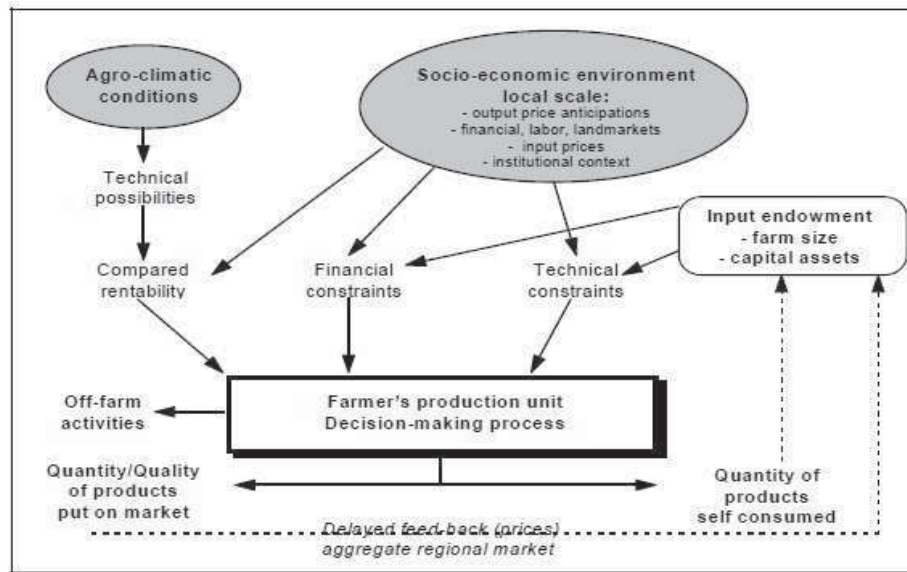 Agro-climatic
conditions
Socio-economic environment
local scale:
- output price anticipations
- financial, labor, landmarkets
- input prices
- institutional context
Technical
possibilities
Input endowment
- farm size
- capital assets
Compared
rentability
Financial
constraints
Technical
constraints
Farmer's production unit
Decision-making process
Off-farm
activities
Quantity/Quality
of products
put on market
Quantity of
products
self consumed
Delayed feed-back (prices)
aggregate regional market